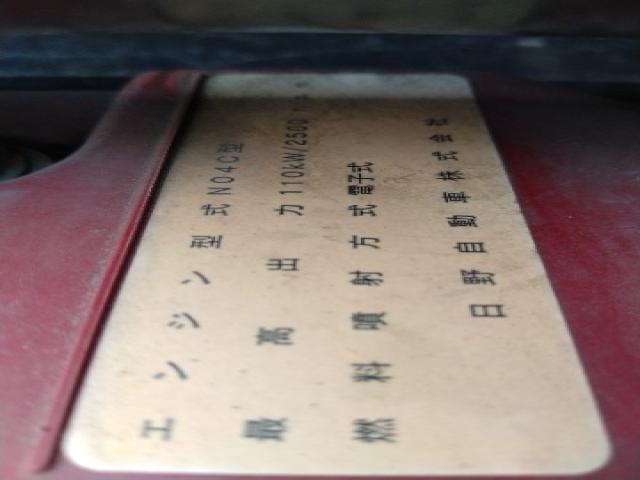 エンジン型式 N04C型
最高出力 110kW/2500
燃料噴射方式 電子式
日野自動車株式会社